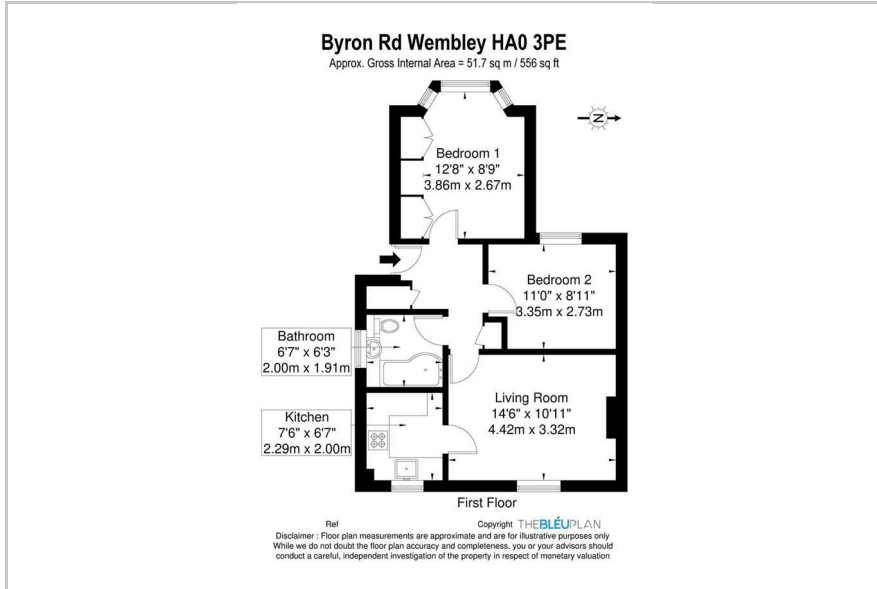 Byron Rd Wembley HA0 3PE
Approx. Gross Internal Area = 51.7 sq m / 556 sq ft
N
Bedroom 1
12'8" x 8'9"
3.86m x 2.67m
Bedroom 2
11'0" x 8'11"
3.35m x 2.73m
Bathroom
6'7" x 6'3"
2.00m x 1.91m
Living Room
14'6" x 10'11"
4.42m x 3.32m
Kitchen
7'6" x 6'7"
2.29m x 2.00m
First Floor
Ref Copyright THEBLÉUPLAN
Disclaimer : Floor plan measurements are approximate and are for illustrative purposes only
While we do not doubt the floor plan accuracy and completeness, you or your advisors should
conduct a careful, independent investigation of the property in respect of monetary valuation